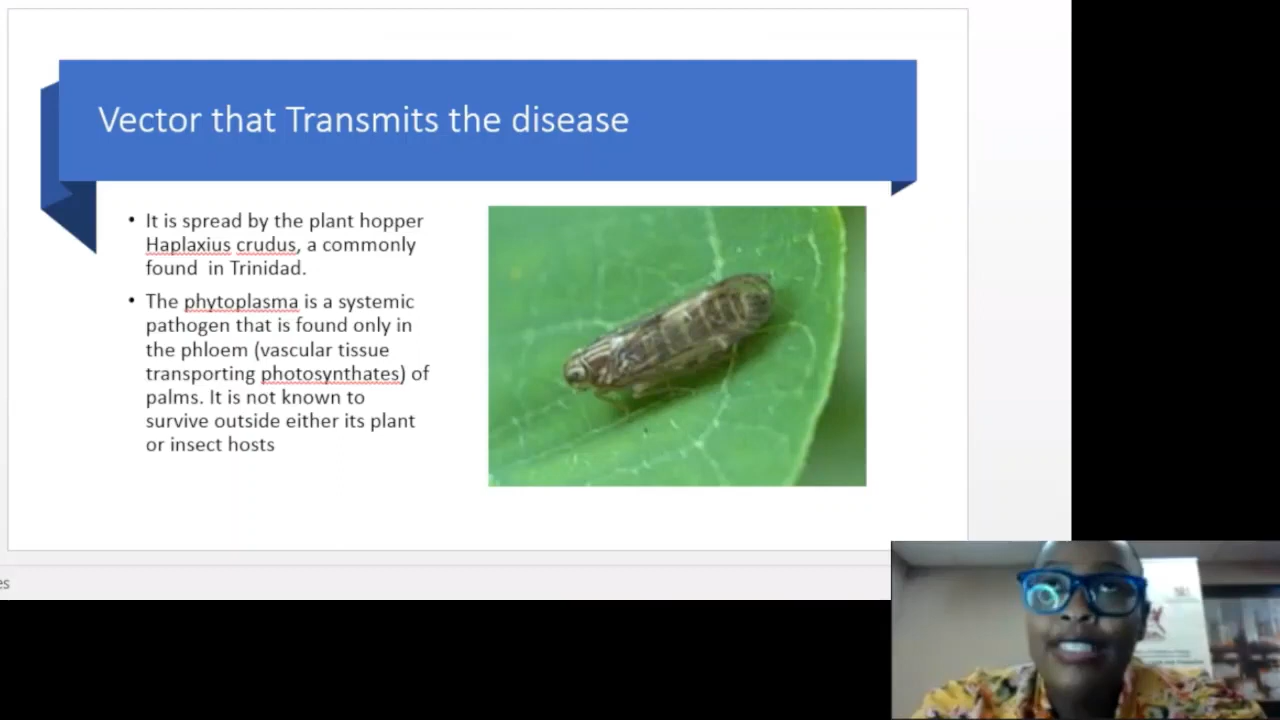 Vector that Transmits the disease
• It is spread by the plant hopper
Haplaxius crudus, a commonly
found  in Trinidad.
• The phytoplasma is a systemic
pathogen that is found only in
the phloem (vascular tissue
transporting photosynthates) of
palms. It is not known to
survive outside either its plant
or insect hosts
es